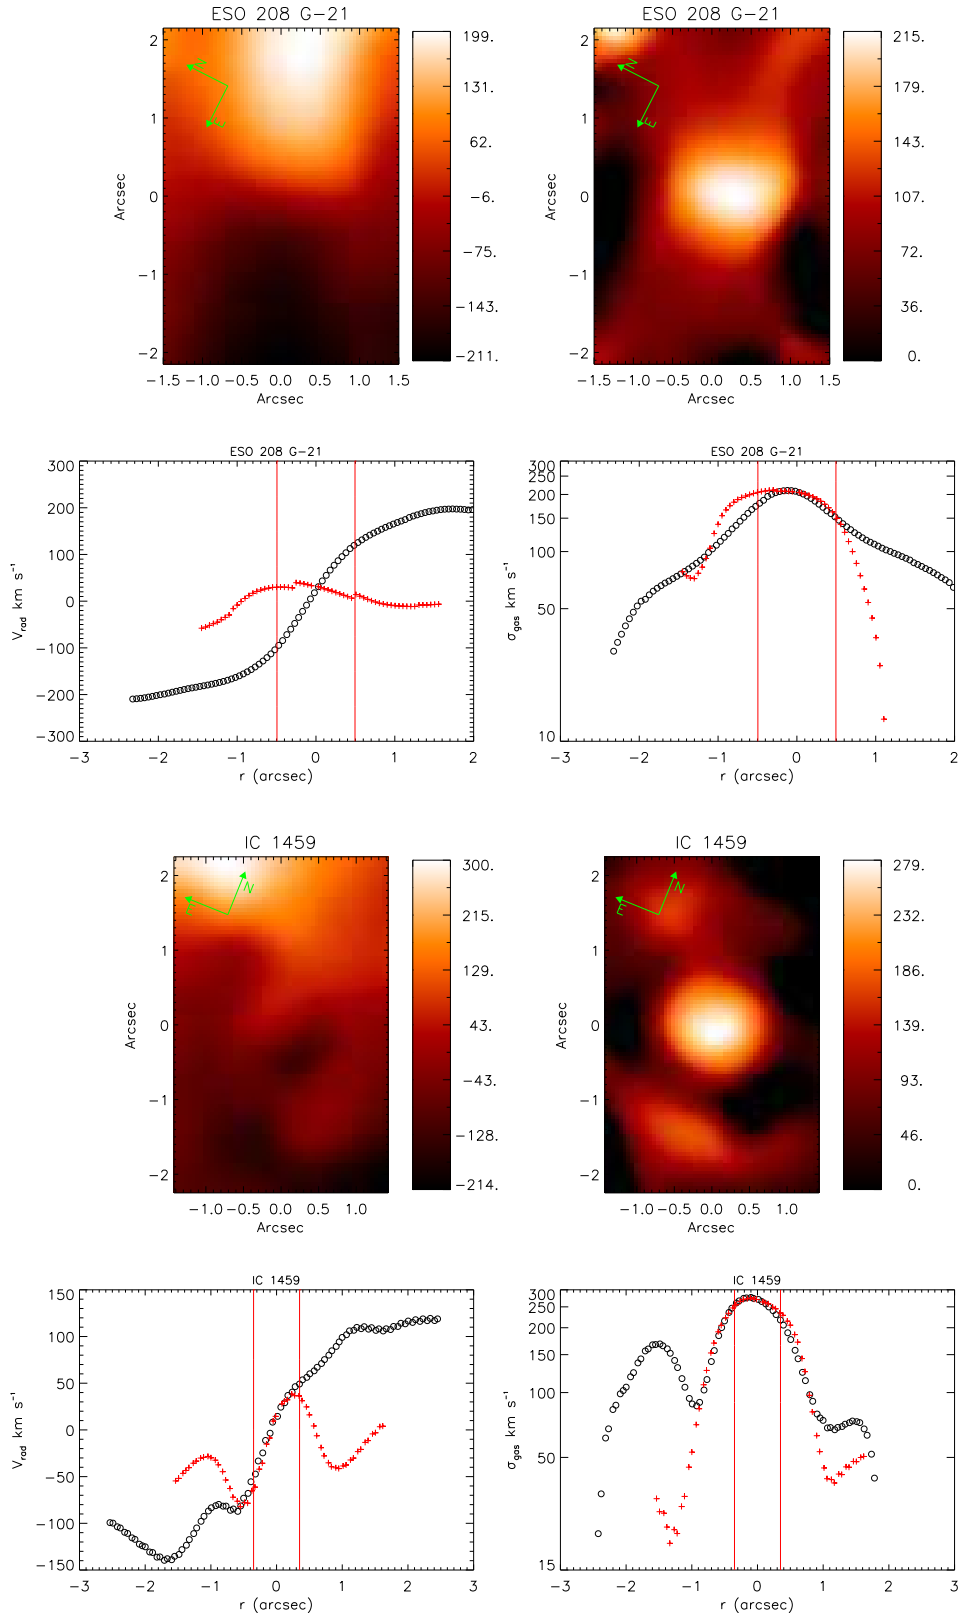 ESO 208 G-21
ESO 208 G-21
2
1
0
−1
−2
Arcsec
N
E
−1.5 −1.0 −0.5 0.0 0.5 1.0 1.5
Arcsec
199.
131.
62.
−6.
−75.
−143.
−211.
2
1
0
−1
−2
Arcsec
N
E
−1.5 −1.0 −0.5 0.0 0.5 1.0 1.5
Arcsec
215.
179.
143.
107.
72.
36.
0.
ESO 208 G-21
300
200
100
0
−100
−200
−300
V_rad km s⁻¹
−3 −2 −1 0 1 2
r (arcsec)
ESO 208 G-21
300
200
150
100
50
10
σ_gas km s⁻¹
−3 −2 −1 0 1 2
r (arcsec)
IC 1459
IC 1459
2
1
0
−1
−2
Arcsec
N
E
−1.0 −0.5 0.0 0.5 1.0
Arcsec
300.
215.
129.
43.
−43.
−128.
−214.
2
1
0
−1
−2
Arcsec
N
E
−1.0 −0.5 0.0 0.5 1.0
Arcsec
279.
232.
186.
139.
93.
46.
0.
IC 1459
150
100
50
0
−50
−100
−150
V_rad km s⁻¹
−3 −2 −1 0 1 2 3
r (arcsec)
IC 1459
300
250
200
150
100
50
15
σ_gas km s⁻¹
−3 −2 −1 0 1 2 3
r (arcsec)